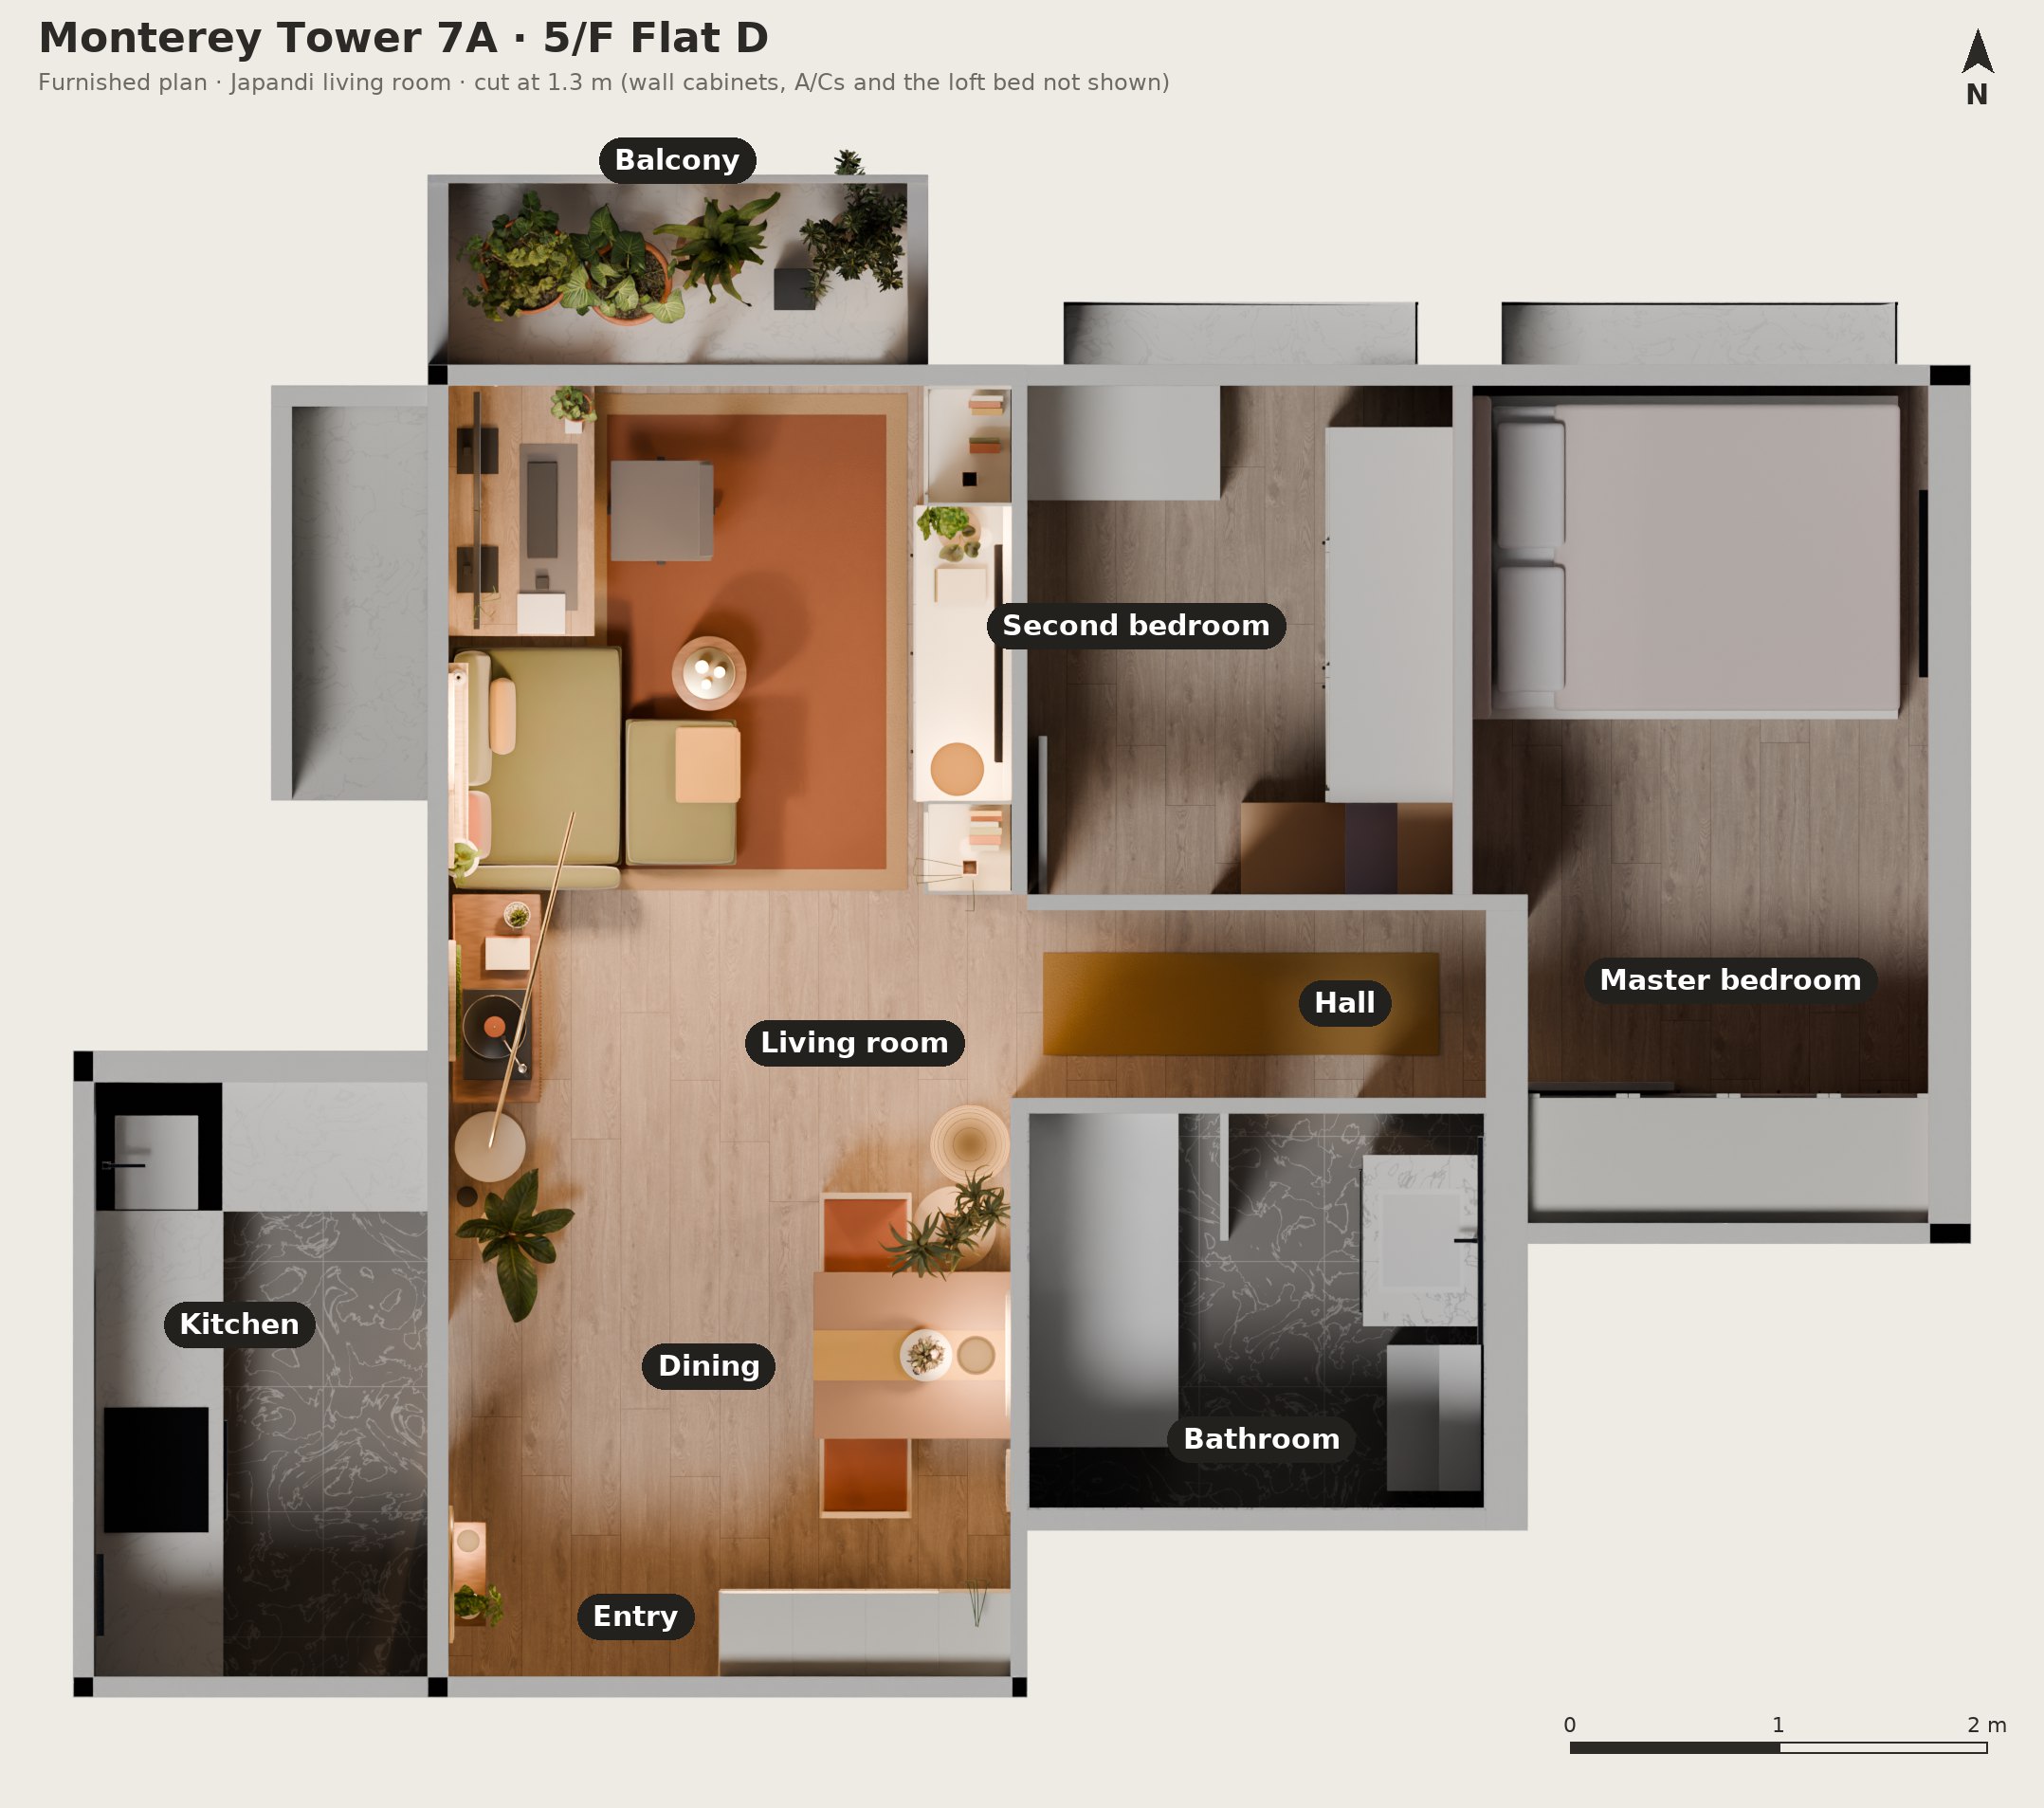 Monterey Tower 7A · 5/F Flat D
Furnished plan · Japandi living room · cut at 1.3 m (wall cabinets, A/Cs and the loft bed not shown)
N
Balcony
Second bedroom
Master bedroom
Hall
Living room
Kitchen
Dining
Bathroom
Entry
0 1 2 m